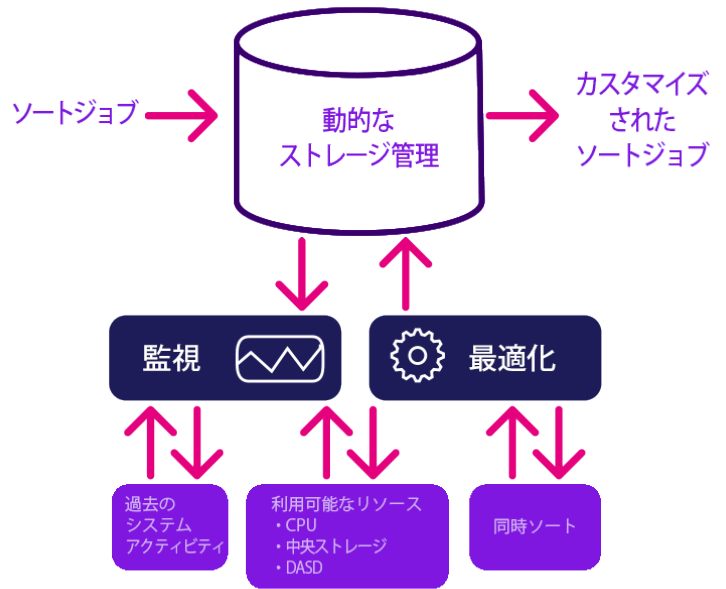 ソートジョブ
動的な
ストレージ管理
カスタマイズ
された
ソートジョブ
監視
最適化
過去の
システム
アクティビティ
利用可能なリソース
・CPU
・中央ストレージ
・DASD
同時ソート